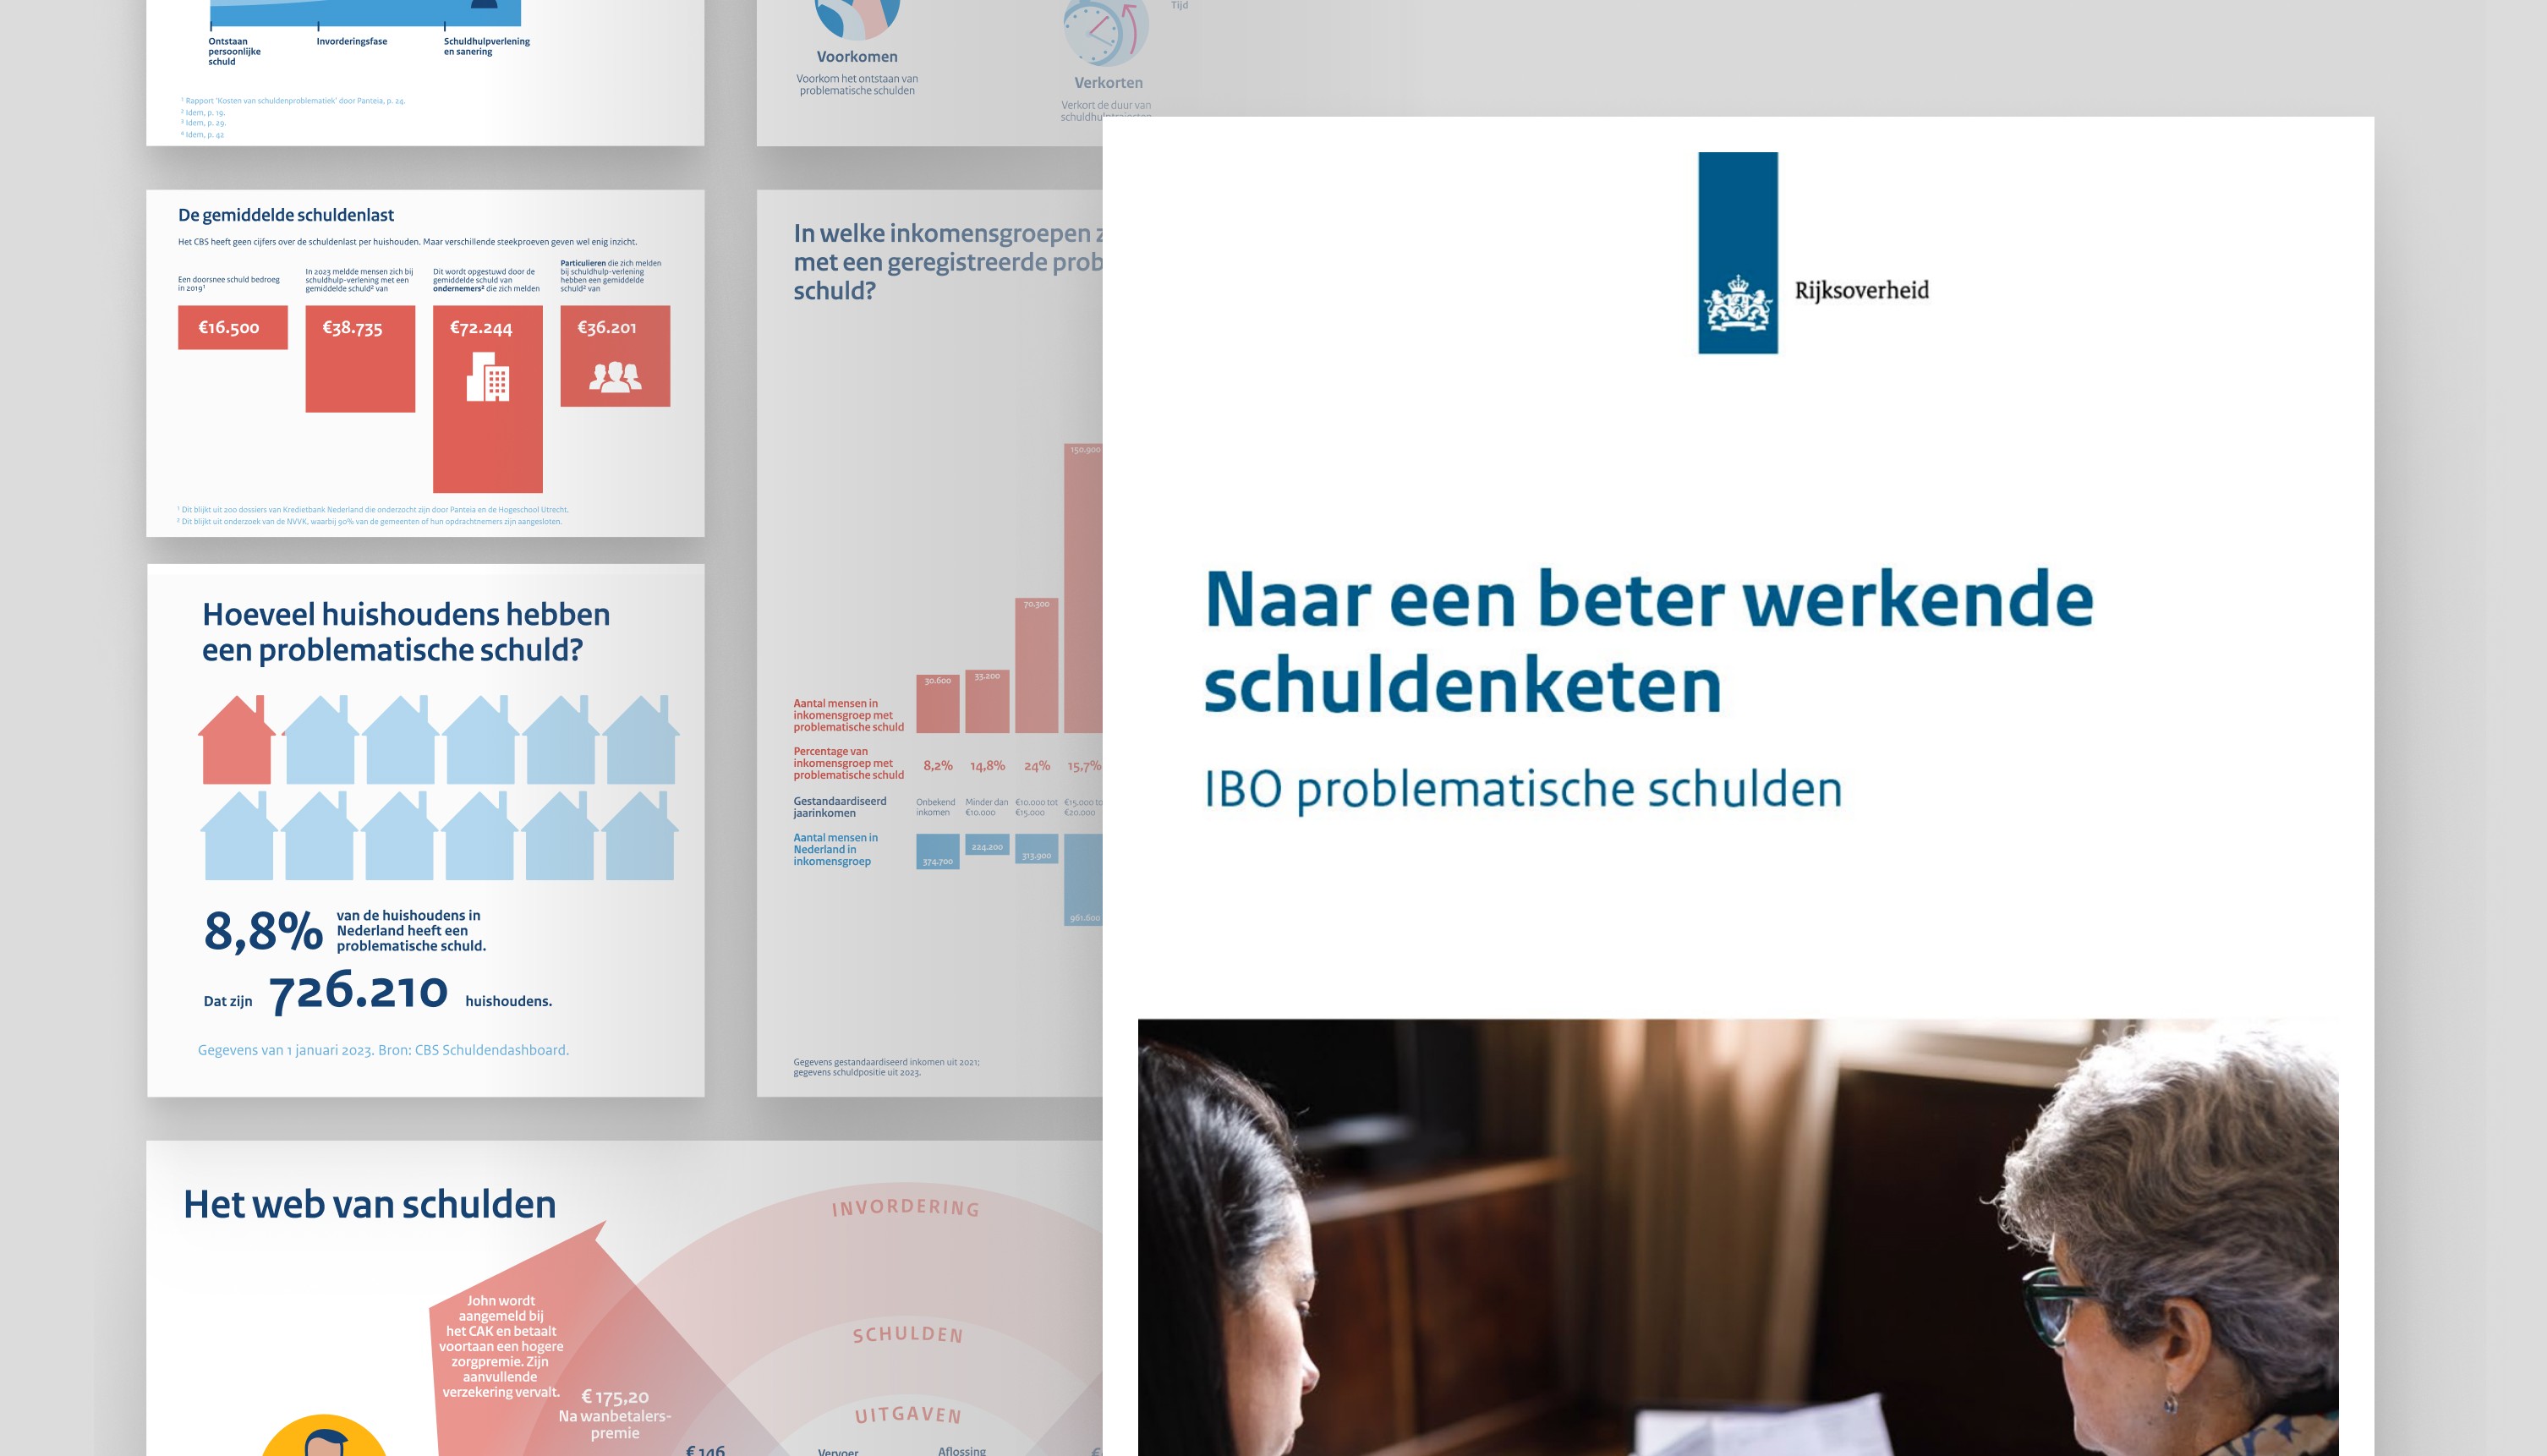 Ontstaan
persoonlijke
schuld
Invorderingsfase
Schuldhulpverlening
en sanering
¹ Rapport ‘Kosten van schuldenproblematiek’ door Panteia, p. 24.
² Idem, p. 19.
³ Idem, p. 29.
⁴ Idem, p. 42
Voorkomen
Voorkom het ontstaan van
problematische schulden
Tijd
Verkorten
Verkort de duur van
De gemiddelde schuldenlast
Het CBS heeft geen cijfers over de schuldenlast per huishouden. Maar verschillende steekproeven geven wel enig inzicht.
Een doorsnee schuld bedroeg
in 2019¹
€16.500
In 2023 meldde mensen zich bij
schuldhulp-verlening met een
gemiddelde schuld² van
€38.735
Dit wordt opgestuwd door de
gemiddelde schuld van
ondernemers² die zich melden
€72.244
Particulieren die zich melden
bij schuldhulp-verlening
hebben een gemiddelde
schuld² van
€36.201
¹ Dit blijkt uit 200 dossiers van Kredietbank Nederland die onderzocht zijn door Panteia en de Hogeschool Utrecht.
² Dit blijkt uit onderzoek van de NVVK, waarbij 90% van de gemeenten of hun opdrachtnemers zijn aangesloten.
Hoeveel huishoudens hebben
een problematische schuld?
8,8%
van de huishoudens in
Nederland heeft een
problematische schuld.
Dat zijn 726.210 huishoudens.
Gegevens van 1 januari 2023. Bron: CBS Schuldendashboard.
In welke inkomensgroepen
met een geregistreerde
schuld?
30.600 33.200 70.300 150.900
Aantal mensen in
inkomensgroep met
problematische schuld
Percentage van
inkomensgroep met
problematische schuld
8,2% 14,8% 24% 15,7%
Gestandaardiseerd
jaarinkomen
Onbekend
inkomen
Minder dan
€10.000
€10.000 tot
€15.000
€15.000 to
€20.000
Aantal mensen in
Nederland in
inkomensgroep
374.700 224.200 313.900 961.600
Gegevens gestandaardiseerd inkomen uit 2021;
gegevens schuldpositie uit 2023.
Het web van schulden
INVORDERING
SCHULDEN
UITGAVEN
John wordt
aangemeld bij
het CAK en betaalt
voortaan een hogere
zorgpremie. Zijn
aanvullende
verzekering vervalt.
€ 175,20
Na wanbetalers-
premie
€ 146
Vervoer
Aflossing
€
Rijksoverheid
Naar een beter werkende
schuldenketen
IBO problematische schulden